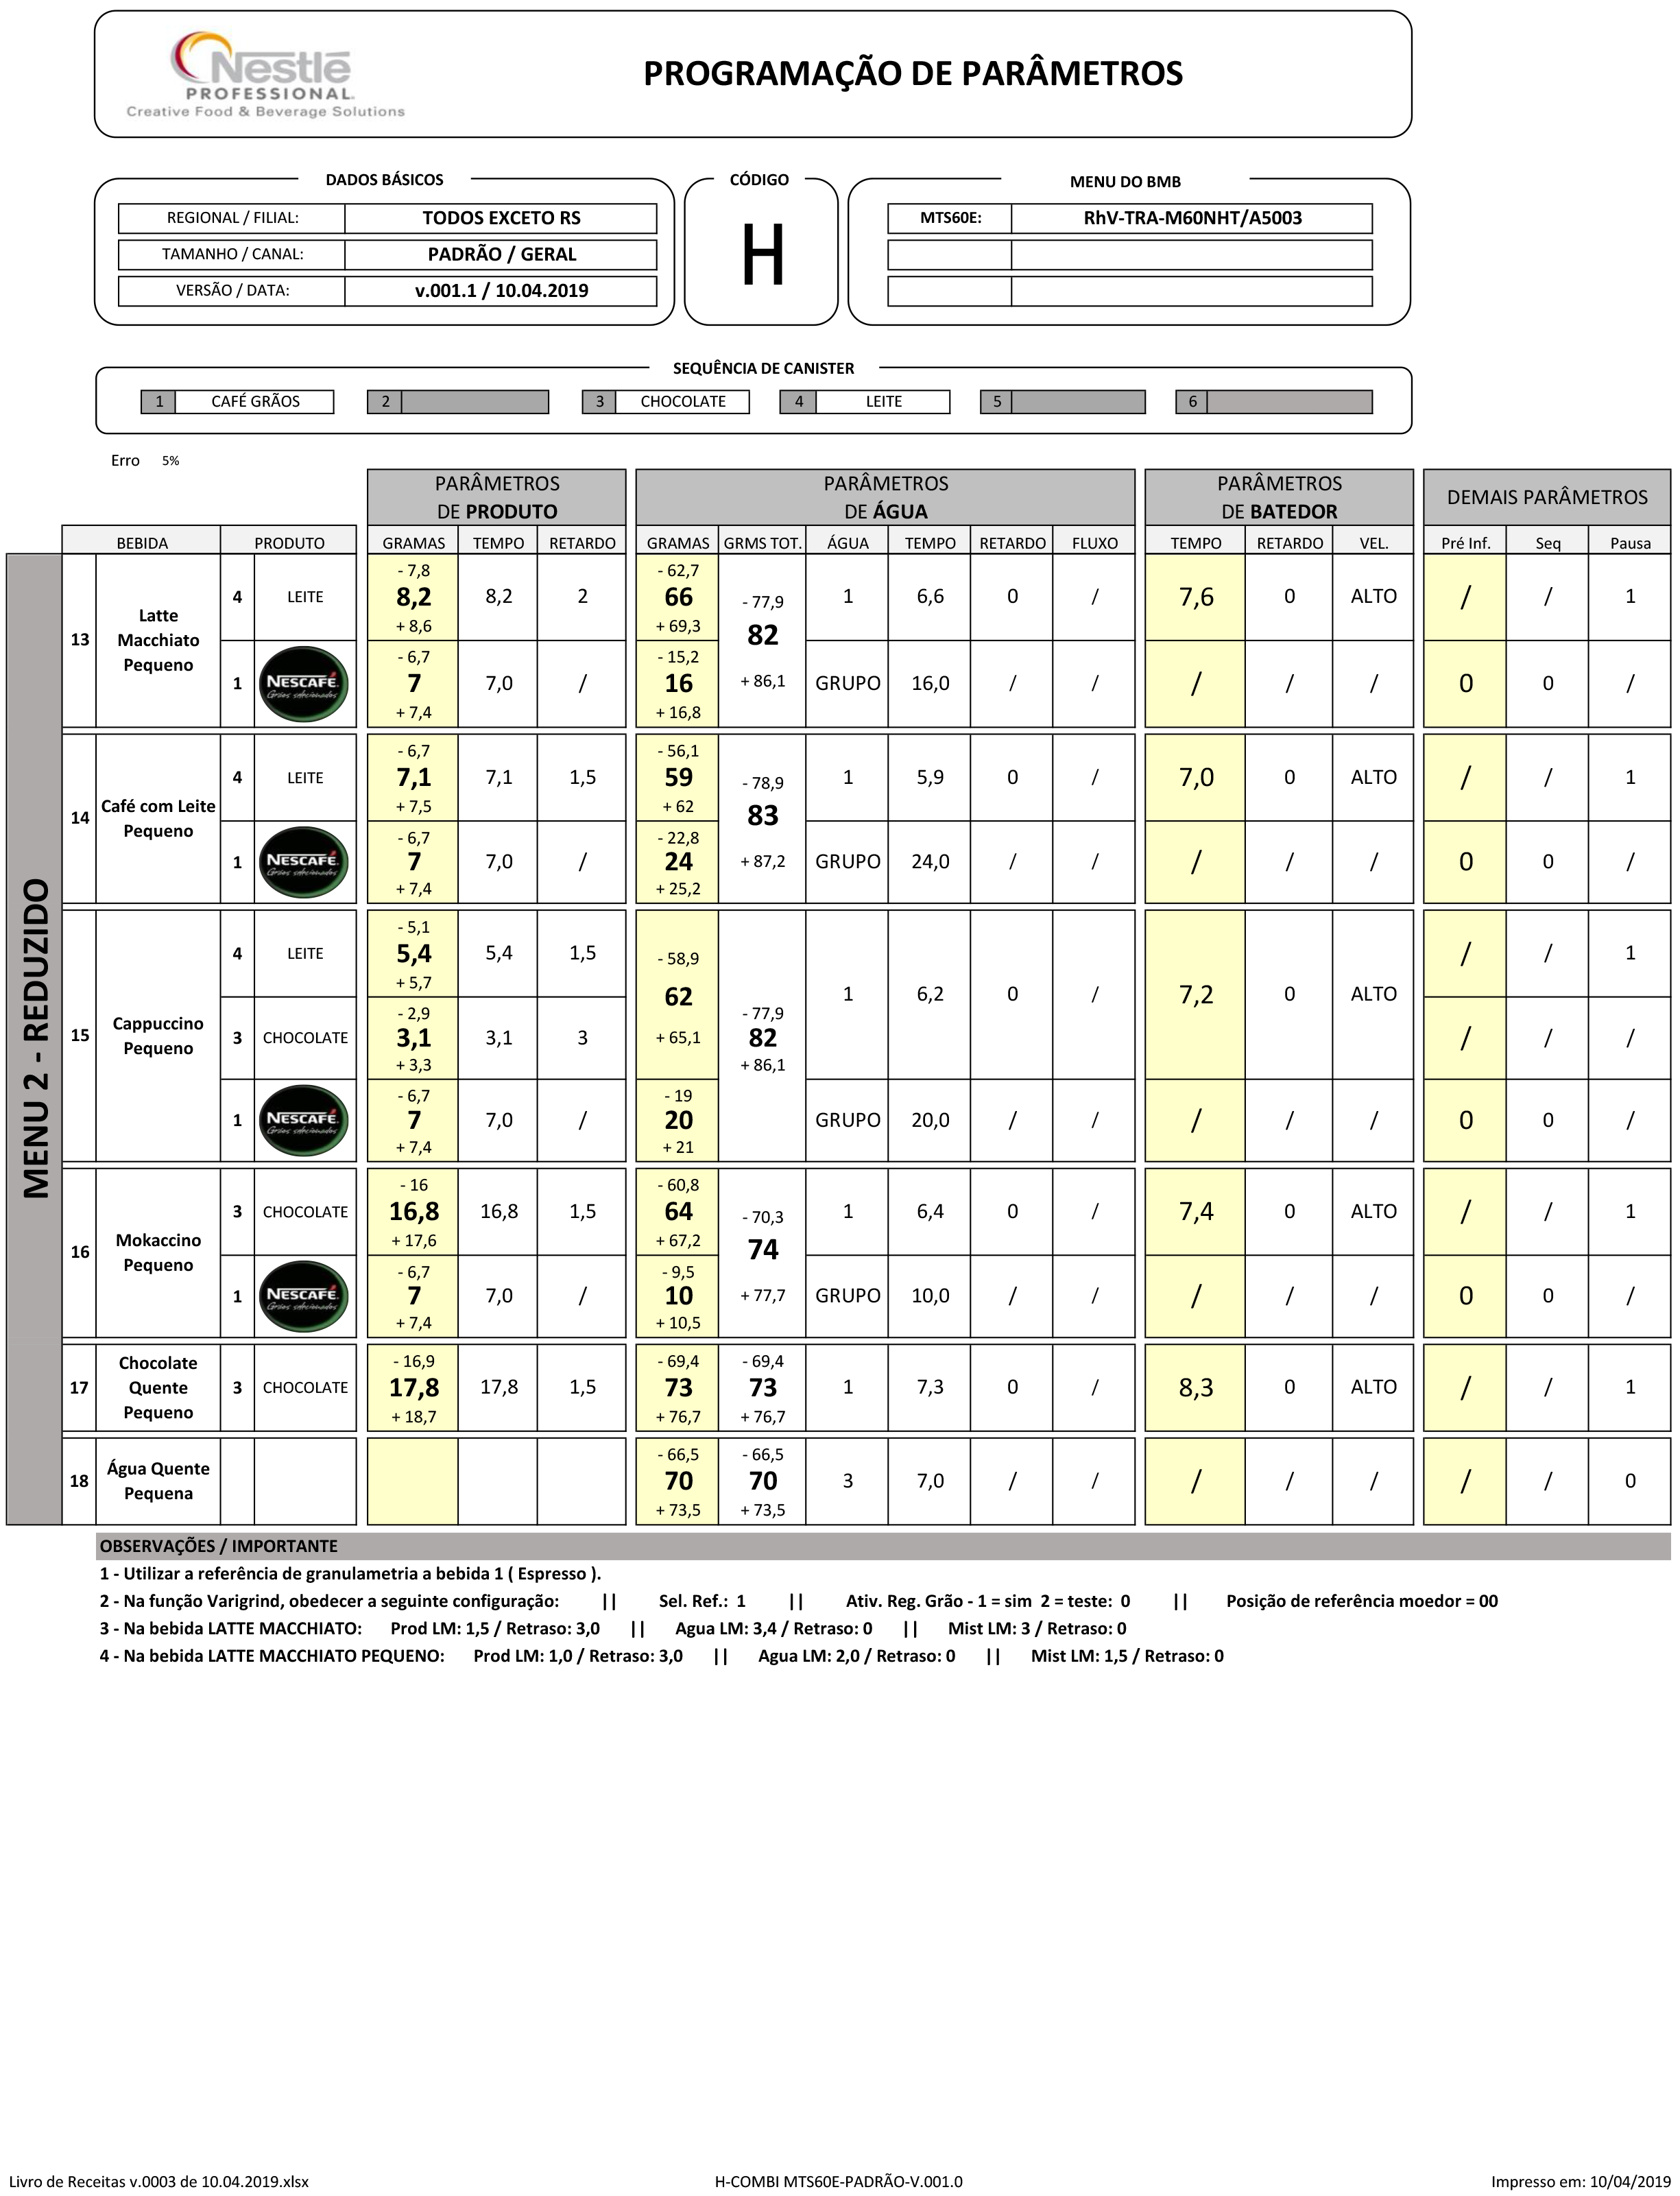 Nestlé
PROFESSIONAL.
Creative Food & Beverage Solutions
PROGRAMAÇÃO DE PARÂMETROS
DADOS BÁSICOS
REGIONAL / FILIAL: TODOS EXCETO RS
TAMANHO / CANAL: PADRÃO / GERAL
VERSÃO / DATA: v.001.1 / 10.04.2019
CÓDIGO
H
MENU DO BMB
MTS60E: RhV-TRA-M60NHT/A5003
SEQUÊNCIA DE CANISTER
1 CAFÉ GRÃOS 2 3 CHOCOLATE 4 LEITE 5 6
Erro 5%
PARÂMETROS DE PRODUTO
PARÂMETROS DE ÁGUA
PARÂMETROS DE BATEDOR
DEMAIS PARÂMETROS
BEBIDA PRODUTO GRAMAS TEMPO RETARDO GRAMAS GRMS TOT. ÁGUA TEMPO RETARDO FLUXO TEMPO RETARDO VEL. Pré Inf. Seq Pausa
MENU 2 - REDUZIDO
13 Latte Macchiato Pequeno
4 LEITE - 7,8 8,2 + 8,6 8,2 2 - 62,7 66 + 69,3 - 77,9 82 + 86,1 1 6,6 0 / 7,6 0 ALTO / / 1
1 NESCAFÉ Grãos selecionados - 6,7 7 + 7,4 7,0 / - 15,2 16 + 16,8 GRUPO 16,0 / / / / / 0 0 /
14 Café com Leite Pequeno
4 LEITE - 6,7 7,1 + 7,5 7,1 1,5 - 56,1 59 + 62 - 78,9 83 + 87,2 1 5,9 0 / 7,0 0 ALTO / / 1
1 NESCAFÉ Grãos selecionados - 6,7 7 + 7,4 7,0 / - 22,8 24 + 25,2 GRUPO 24,0 / / / / / 0 0 /
15 Cappuccino Pequeno
4 LEITE - 5,1 5,4 + 5,7 5,4 1,5 - 58,9 62 + 65,1 - 77,9 82 + 86,1 1 6,2 0 / 7,2 0 ALTO / / 1
3 CHOCOLATE - 2,9 3,1 + 3,3 3,1 3 / / /
1 NESCAFÉ Grãos selecionados - 6,7 7 + 7,4 7,0 / - 19 20 + 21 GRUPO 20,0 / / / / / 0 0 /
16 Mokaccino Pequeno
3 CHOCOLATE - 16 16,8 + 17,6 16,8 1,5 - 60,8 64 + 67,2 - 70,3 74 + 77,7 1 6,4 0 / 7,4 0 ALTO / / 1
1 NESCAFÉ Grãos selecionados - 6,7 7 + 7,4 7,0 / - 9,5 10 + 10,5 GRUPO 10,0 / / / / / 0 0 /
17 Chocolate Quente Pequeno
3 CHOCOLATE - 16,9 17,8 + 18,7 17,8 1,5 - 69,4 73 + 76,7 - 69,4 73 + 76,7 1 7,3 0 / 8,3 0 ALTO / / 1
18 Água Quente Pequena
- 66,5 70 + 73,5 - 66,5 70 + 73,5 3 7,0 / / / / / / / 0
OBSERVAÇÕES / IMPORTANTE
1 - Utilizar a referência de granulametria a bebida 1 ( Espresso ).
2 - Na função Varigrind, obedecer a seguinte configuração: || Sel. Ref.: 1 || Ativ. Reg. Grão - 1 = sim 2 = teste: 0 || Posição de referência moedor = 00
3 - Na bebida LATTE MACCHIATO: Prod LM: 1,5 / Retraso: 3,0 || Agua LM: 3,4 / Retraso: 0 || Mist LM: 3 / Retraso: 0
4 - Na bebida LATTE MACCHIATO PEQUENO: Prod LM: 1,0 / Retraso: 3,0 || Agua LM: 2,0 / Retraso: 0 || Mist LM: 1,5 / Retraso: 0
Livro de Receitas v.0003 de 10.04.2019.xlsx H-COMBI MTS60E-PADRÃO-V.001.0 Impresso em: 10/04/2019